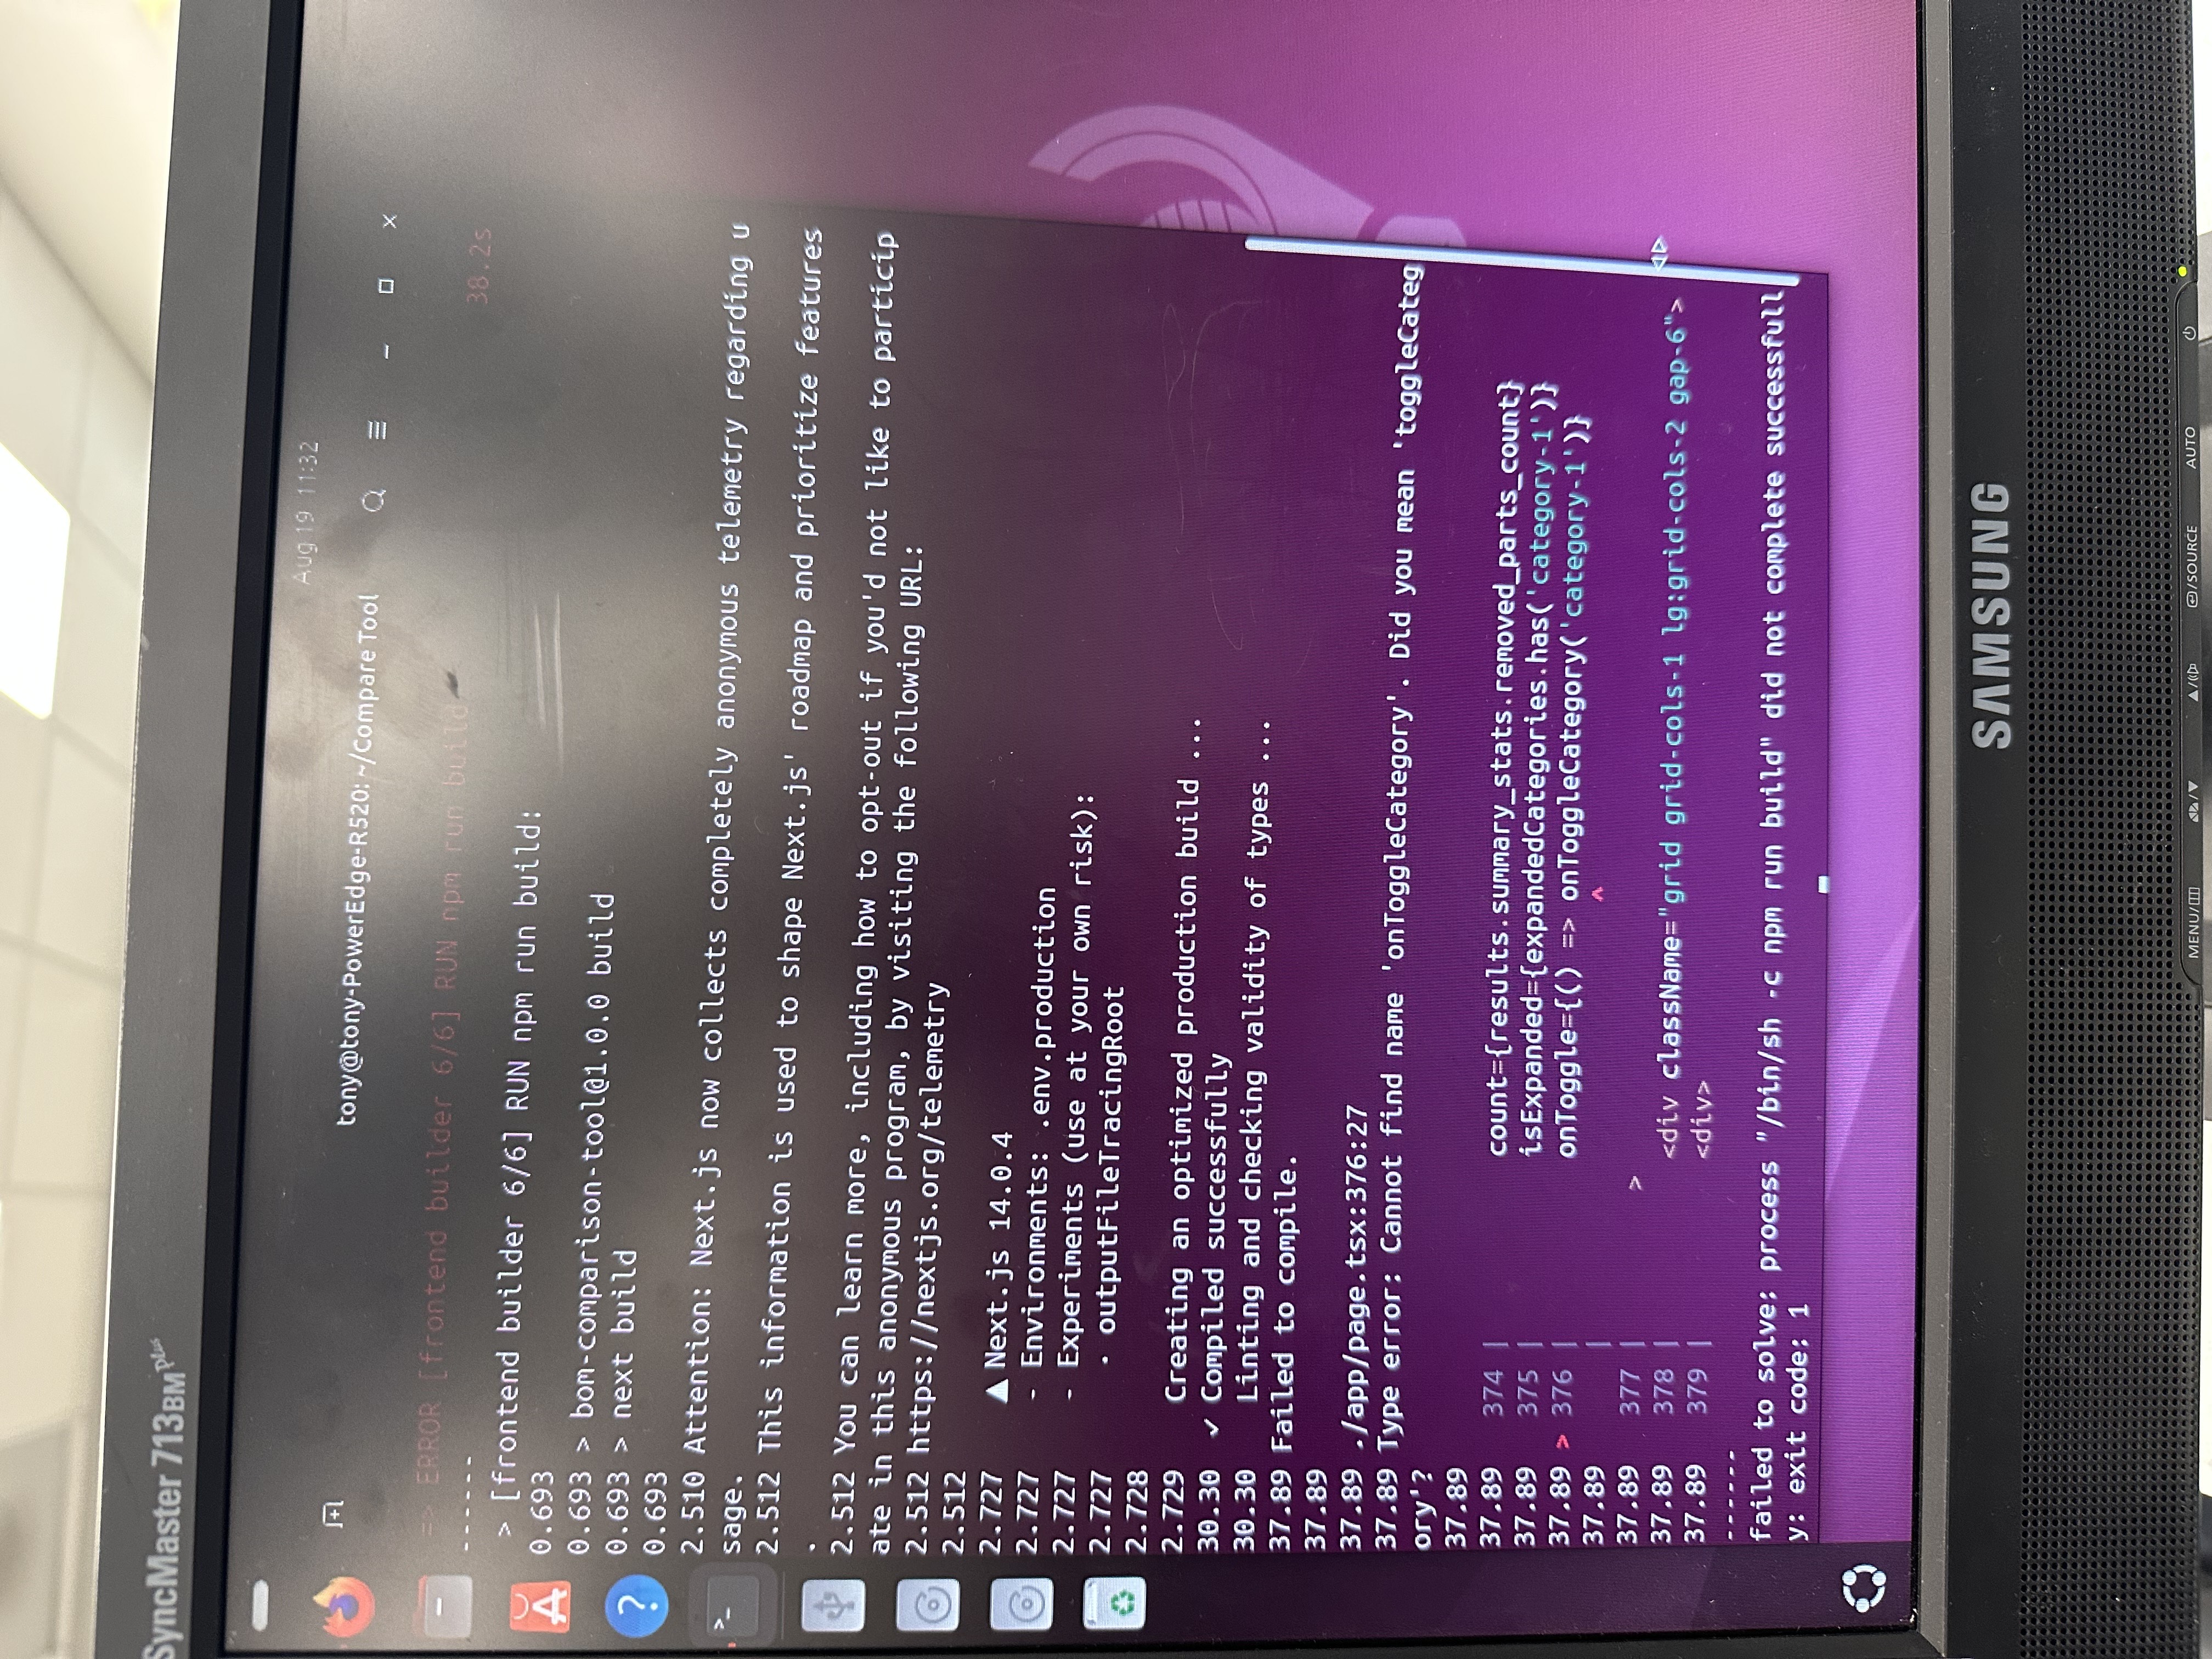 SyncMaster 713BM plus
Aug 19 11:32
tony@tony-PowerEdge-R520: ~/Compare Tool
=> ERROR [frontend builder 6/6] RUN npm run build
38.2s
------
> [frontend builder 6/6] RUN npm run build:
0.693
0.693 > bom-comparison-tool@1.0.0 build
0.693 > next build
0.693
2.510 Attention: Next.js now collects completely anonymous telemetry regarding u
sage.
2.512 This information is used to shape Next.js' roadmap and prioritize features
.
2.512 You can learn more, including how to opt-out if you'd not like to particip
ate in this anonymous program, by visiting the following URL:
2.512 https://nextjs.org/telemetry
2.512
2.727 ▲ Next.js 14.0.4
2.727 - Environments: .env.production
2.727 - Experiments (use at your own risk):
2.727 · outputFileTracingRoot
2.728
2.729 Creating an optimized production build ...
30.30 ✓ Compiled successfully
30.30 Linting and checking validity of types ...
37.89 Failed to compile.
37.89
37.89 ./app/page.tsx:376:27
37.89 Type error: Cannot find name 'onToggleCategory'. Did you mean 'toggleCateg
ory'?
37.89
37.89 374 | count={results.summary_stats.removed_parts_count}
37.89 375 | isExpanded={expandedCategories.has('category-1')}
37.89 > 376 | onToggle={() => onToggleCategory('category-1')}
37.89 | ^
37.89 377 | >
37.89 378 | <div className="grid grid-cols-1 lg:grid-cols-2 gap-6">
37.89 379 | <div>
------
failed to solve: process "/bin/sh -c npm run build" did not complete successfull
y: exit code: 1
SAMSUNG
MENU/
/▼
▲/
/SOURCE
AUTO